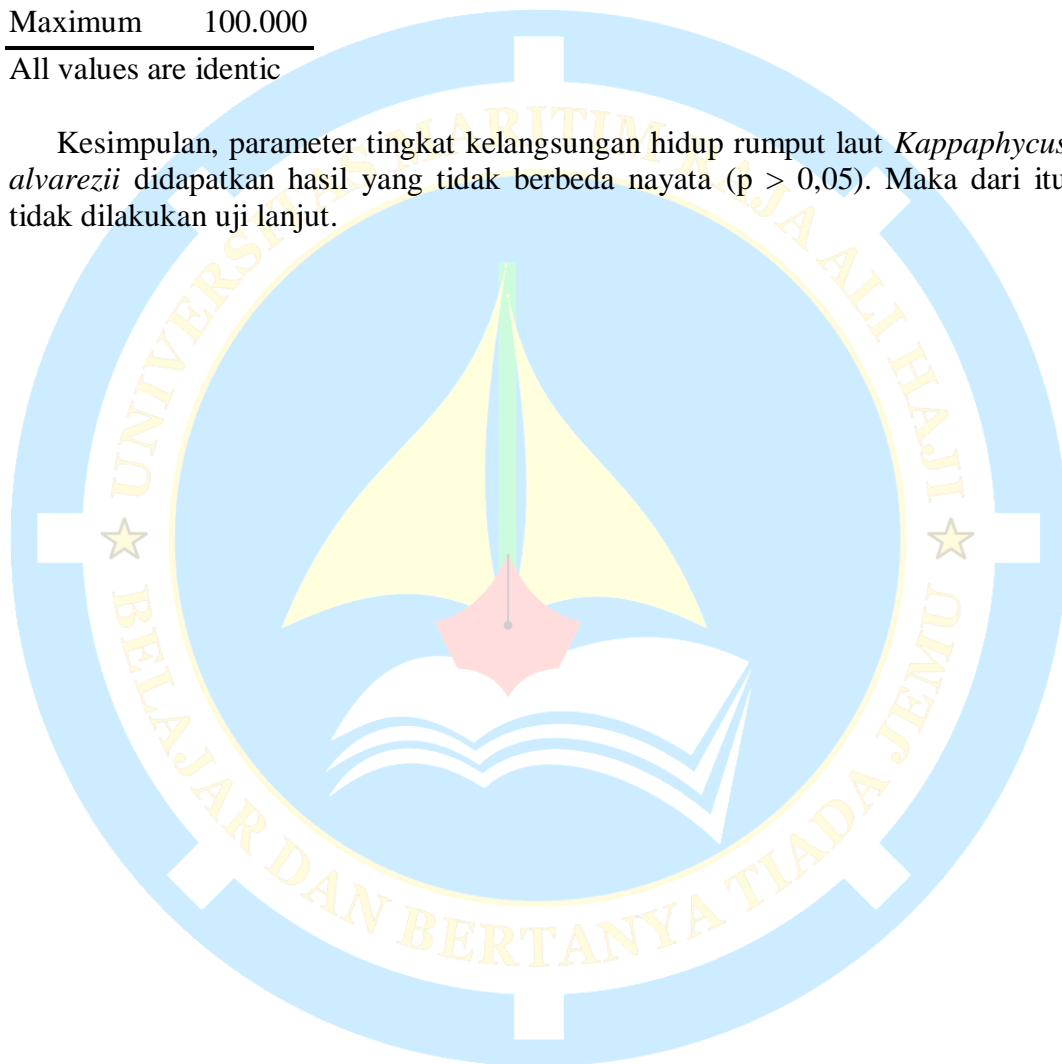 Maximum 100.000
All values are identic
Kesimpulan, parameter tingkat kelangsungan hidup rumput laut Kappaphycus
alvarezii didapatkan hasil yang tidak berbeda nayata (p > 0,05). Maka dari itu
tidak dilakukan uji lanjut.
UNIVERSITAS MARITIM RAJA ALI HAJI
BELAJAR DAN BERTANYA TIADA JEMU